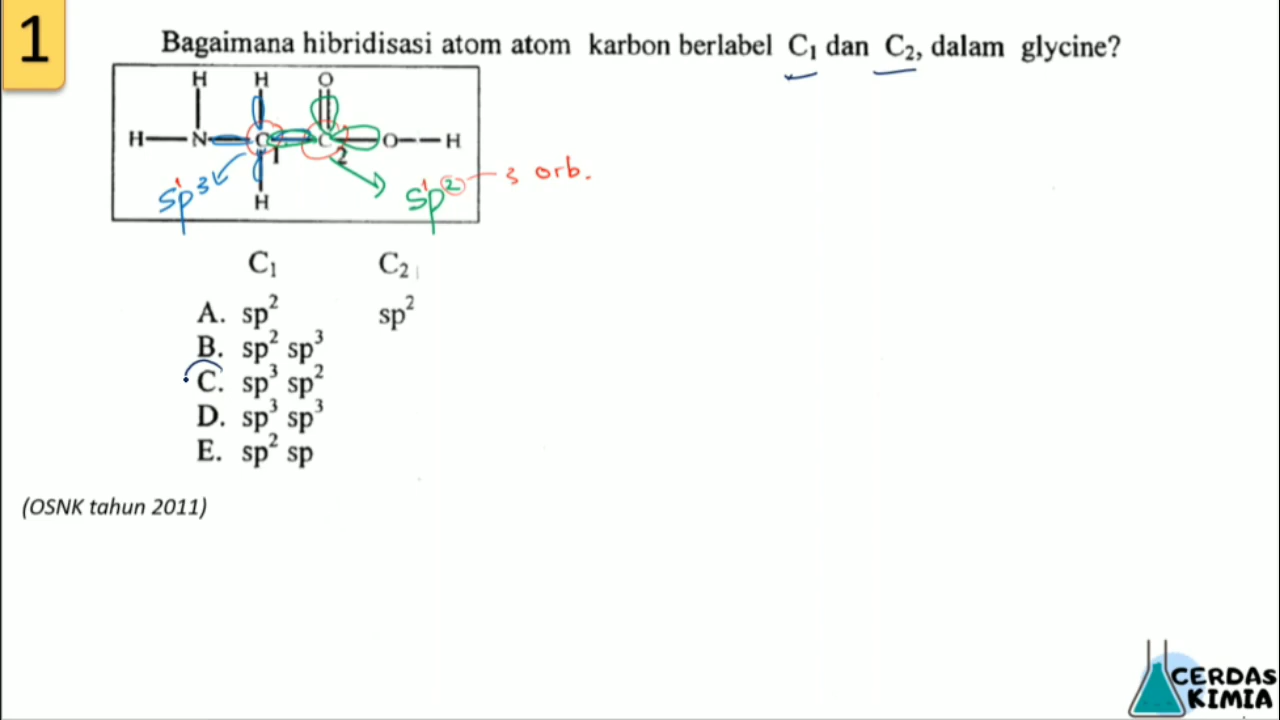 1
Bagaimana hibridisasi atom atom karbon berlabel C₁ dan C₂, dalam glycine?
H H O
H N C C O H
1 2
sp³ sp² 3 orb.
H
C₁ C₂
A. sp² sp²
B. sp² sp³
C. sp³ sp²
D. sp³ sp³
E. sp² sp
(OSNK tahun 2011)
CERDAS
KIMIA